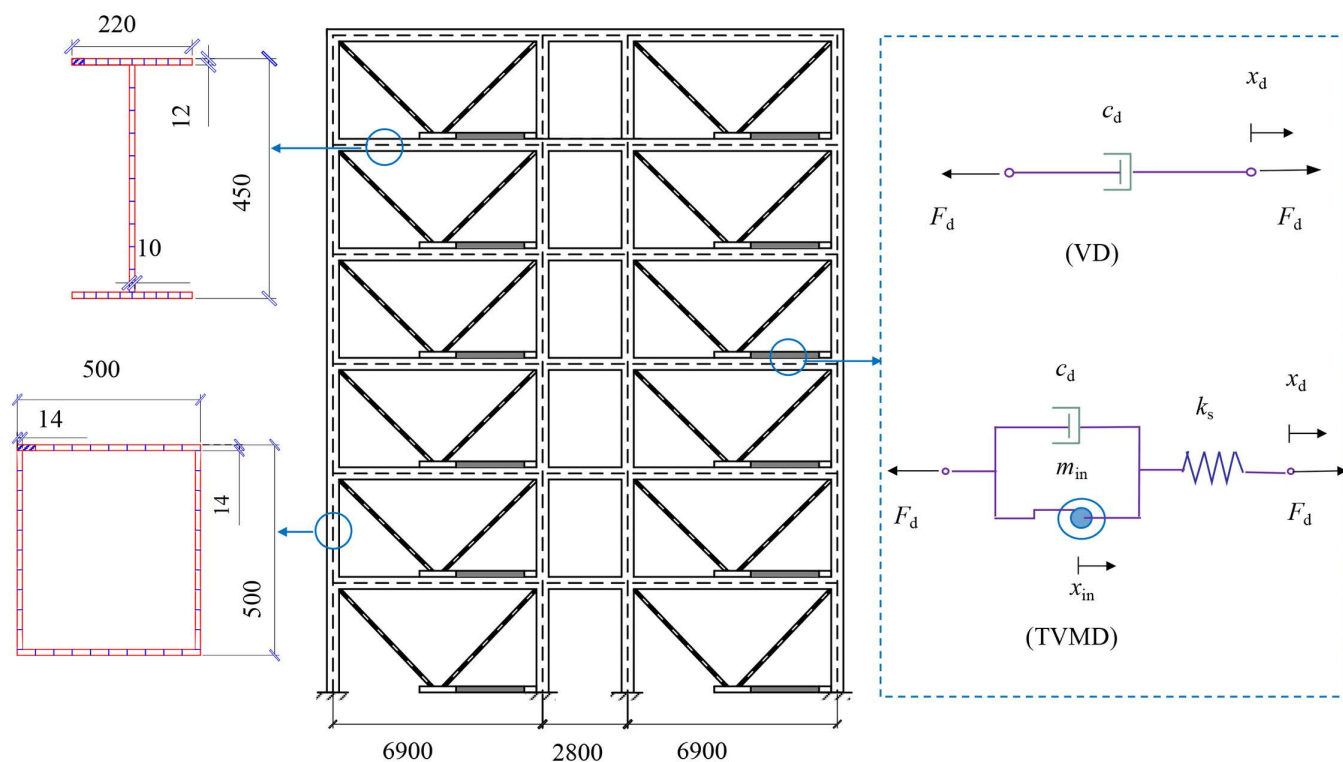 220
12
450
10
500
14
14
500
6900
2800
6900
x_d
c_d
F_d
F_d
(VD)
c_d
x_d
k_s
m_in
F_d
F_d
x_in
(TVMD)